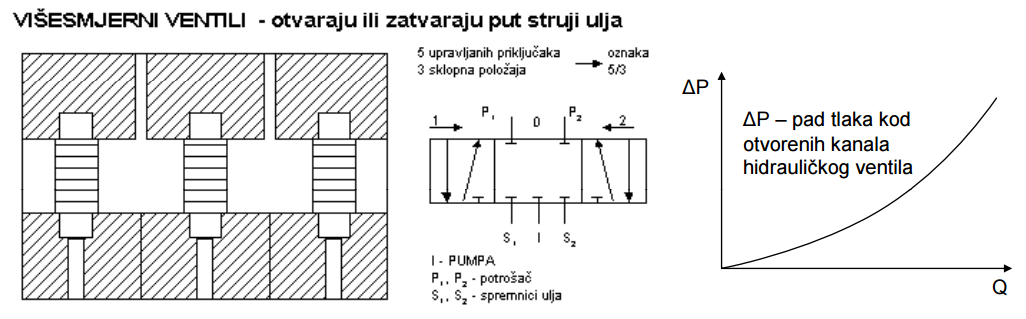 VIŠESMJERNI VENTILI - otvaraju ili zatvaraju put struji ulja
5 upravljanih priključaka
3 sklopna položaja
oznaka
5/3
P₁ 0 P₂
1 2
S₁ I S₂
I - PUMPA
P₁, P₂ - potrošač
S₁, S₂ - spremnici ulja
ΔP
ΔP – pad tlaka kod
otvorenih kanala
hidrauličkog ventila
Q